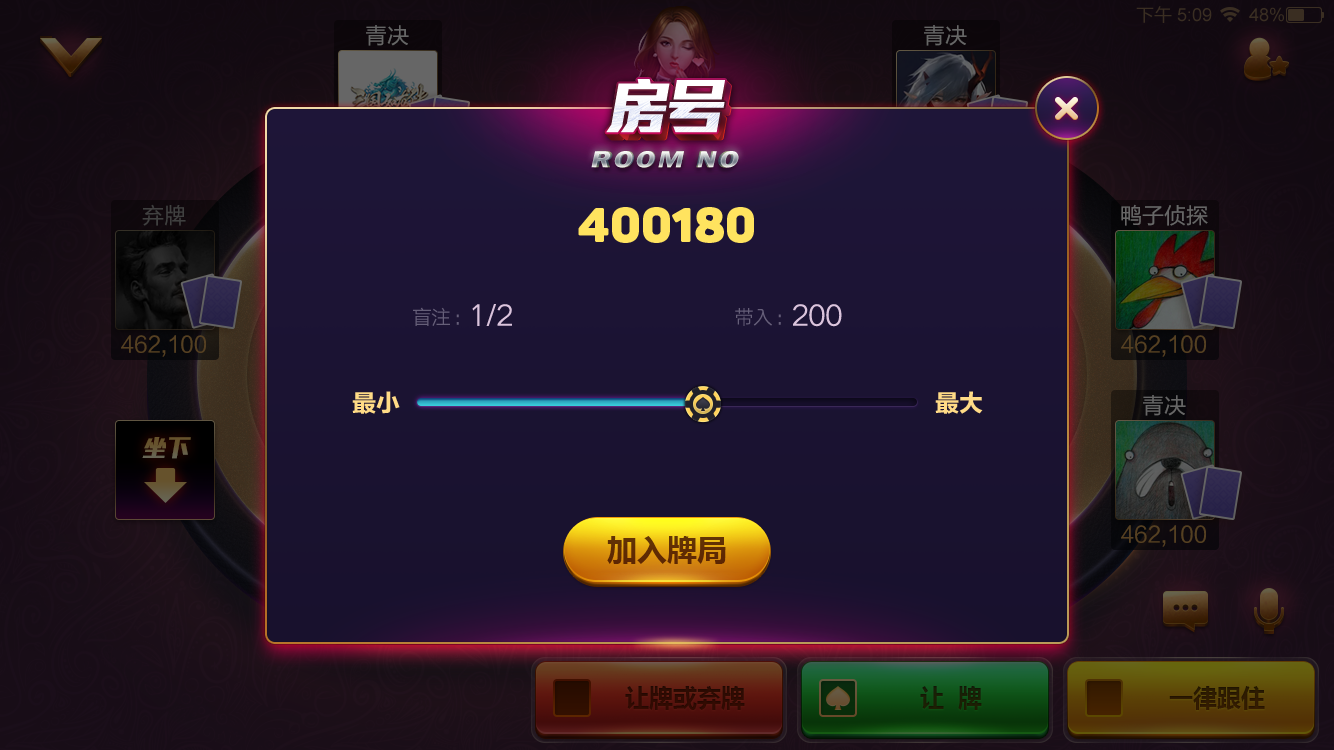 下午 5:09 48%
青决
青决
房号
ROOM NO
400180
弃牌
462,100
鸭子侦探
462,100
盲注: 1/2
带入: 200
最小
最大
坐下
青决
462,100
加入牌局
让牌或弃牌
让 牌
一律跟住